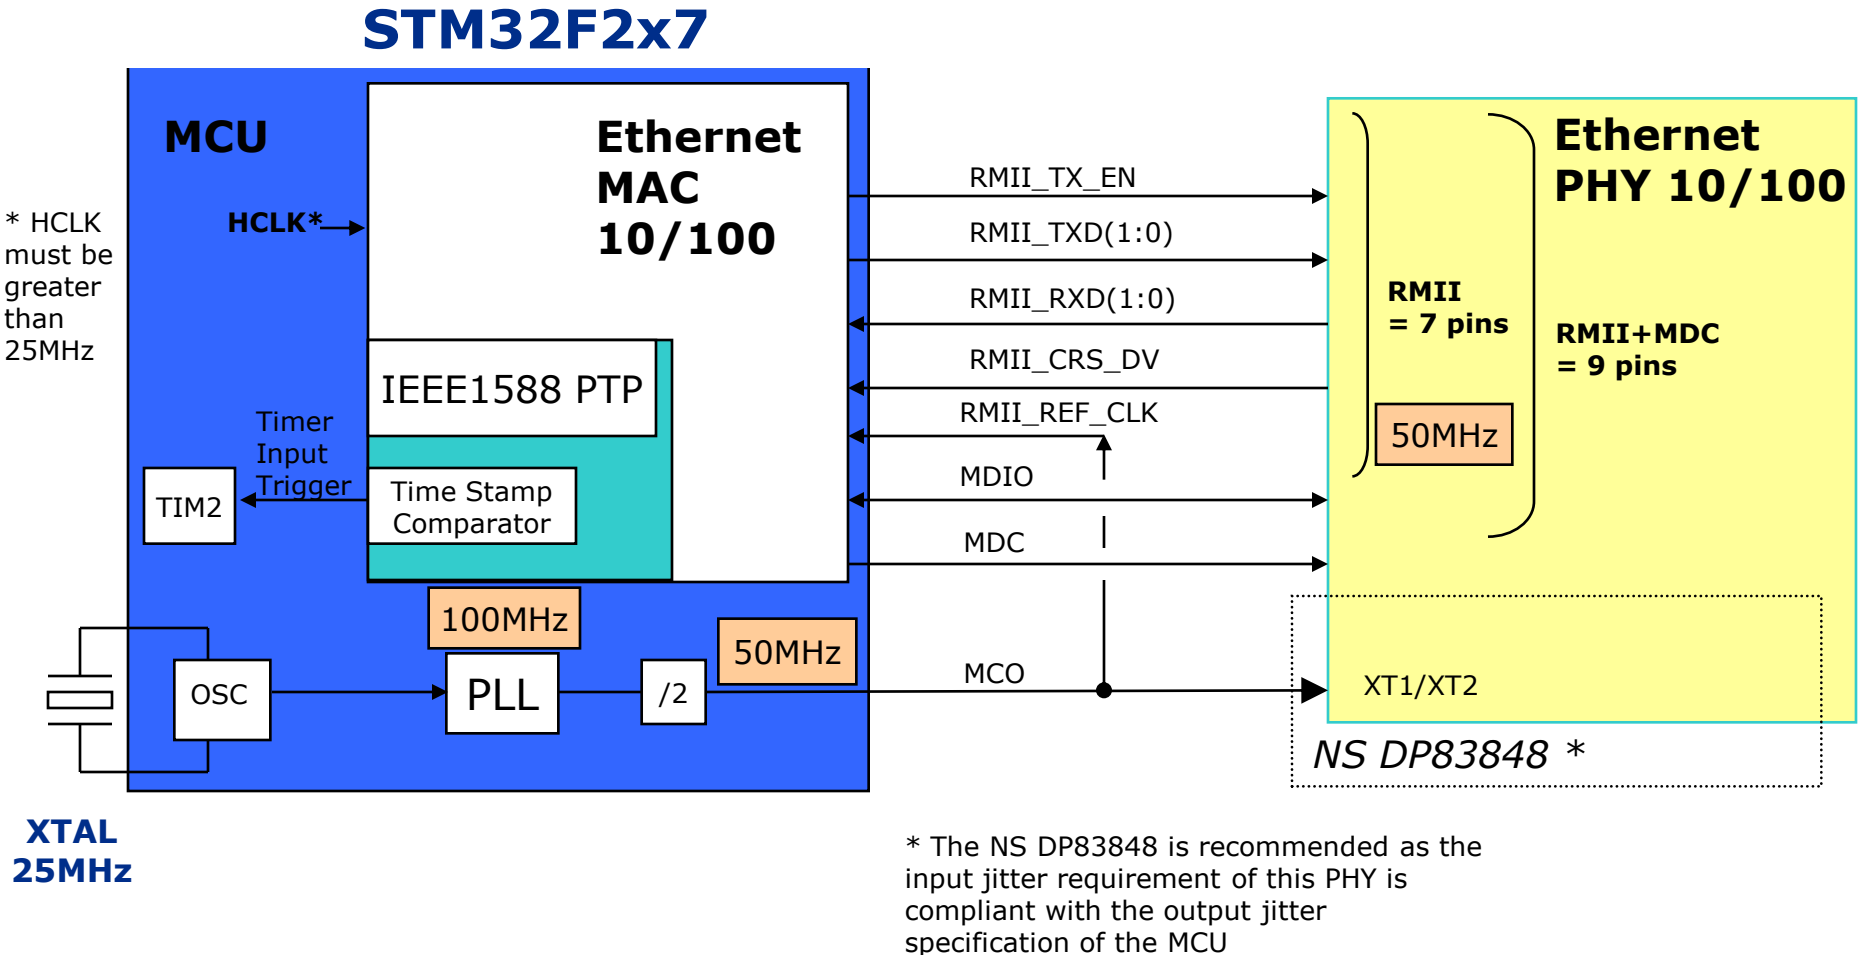 STM32F2x7
MCU
Ethernet
MAC
10/100
HCLK*
* HCLK
must be
greater
than
25MHz
IEEE1588 PTP
Timer
Input
Trigger
TIM2
Time Stamp
Comparator
100MHz
50MHz
OSC
PLL
/2
XTAL
25MHz
RMII_TX_EN
RMII_TXD(1:0)
RMII_RXD(1:0)
RMII_CRS_DV
RMII_REF_CLK
MDIO
MDC
MCO
Ethernet
PHY 10/100
RMII
= 7 pins
RMII+MDC
= 9 pins
50MHz
XT1/XT2
NS DP83848 *
* The NS DP83848 is recommended as the
input jitter requirement of this PHY is
compliant with the output jitter
specification of the MCU